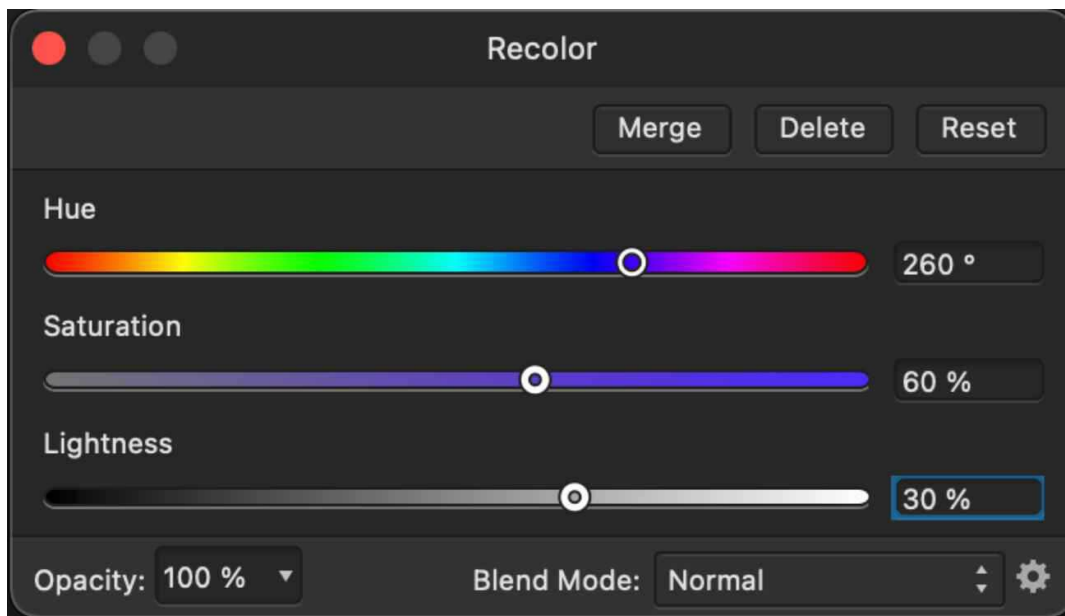 Recolor
Merge Delete Reset
Hue
260 °
Saturation
60 %
Lightness
30 %
Opacity: 100 % Blend Mode: Normal